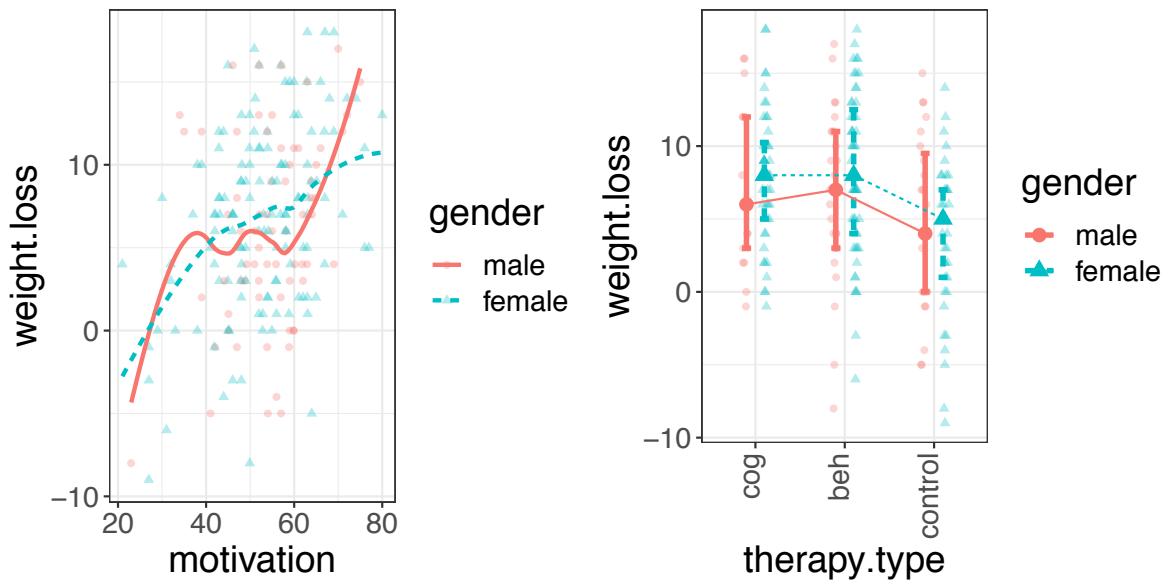 weight.loss
10
0
−10
20
40
60
80
motivation
gender
male
female
weight.loss
10
0
−10
cog
beh
control
therapy.type
gender
male
female